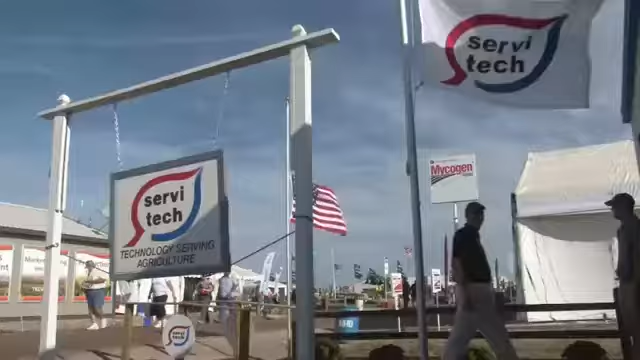 servi
tech
Mycogen
servi
tech
TECHNOLOGY SERVING
AGRICULTURE